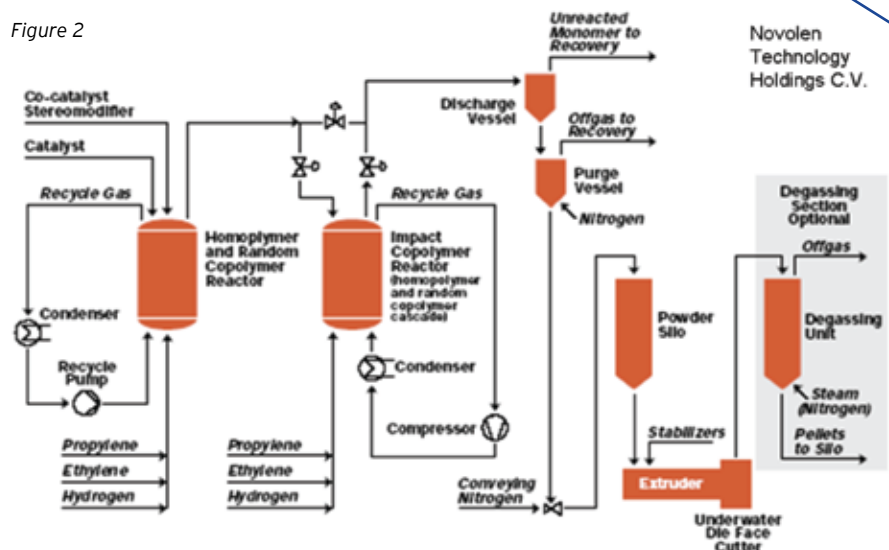 Figure 2
Novolen
Technology
Holdings C.V.
Unreacted
Monomer to
Recovery
Co-catalyst
Stereomodifier
Catalyst
Discharge
Vessel
Offgas to
Recovery
Purge
Vessel
Nitrogen
Recycle Gas
Homoplymer
and Random
Copolymer
Reactor
Condenser
Recycle
Pump
Propylene
Ethylene
Hydrogen
Recycle Gas
Impact
Copolymer
Reactor
(homopolymer
and random
copolymer
cascade)
Condenser
Compressor
Propylene
Ethylene
Hydrogen
Conveying
Nitrogen
Powder
Silo
Stabilizers
Extruder
Underwater
Die Face
Cutter
Degassing
Section
Optional
Offgas
Degassing
Unit
Steam
(Nitrogen)
Pellets
to Silo